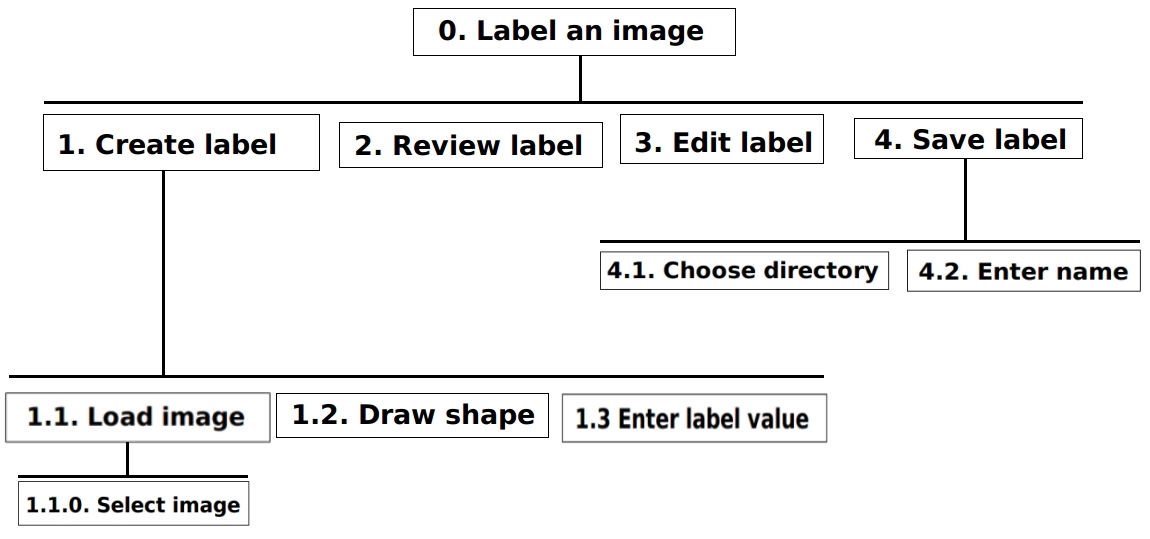 0. Label an image
1. Create label
2. Review label
3. Edit label
4. Save label
4.1. Choose directory
4.2. Enter name
1.1. Load image
1.2. Draw shape
1.3 Enter label value
1.1.0. Select image